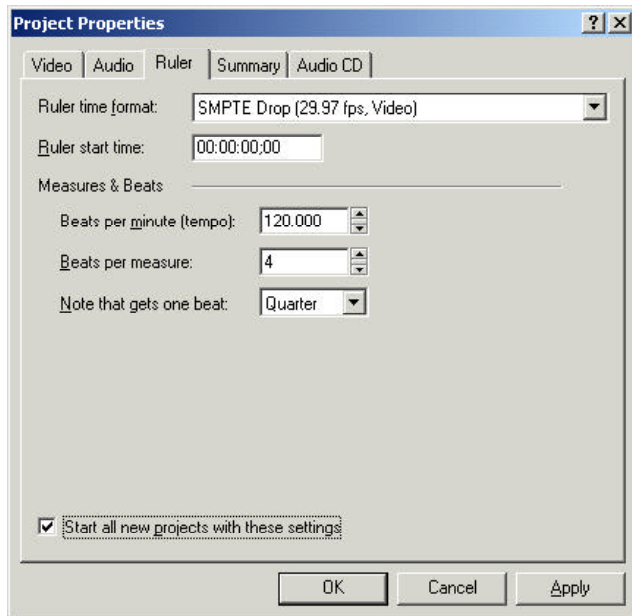 Project Properties
Video Audio Ruler Summary Audio CD
Ruler time format: SMPTE Drop (29.97 fps, Video)
Ruler start time: 00:00:00;00
Measures & Beats
Beats per minute (tempo): 120.000
Beats per measure: 4
Note that gets one beat: Quarter
Start all new projects with these settings
OK Cancel Apply